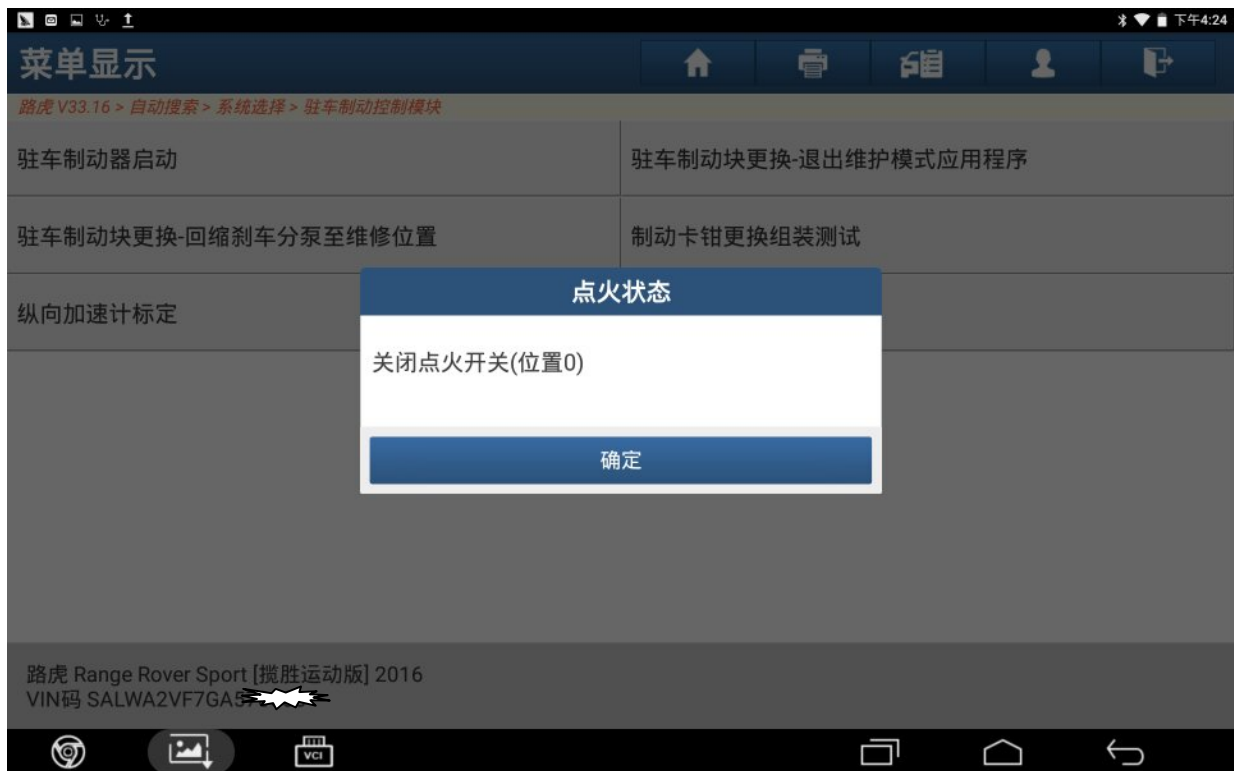 下午4:24
菜单显示
路虎 V33.16 > 自动搜索 > 系统选择 > 驻车制动控制模块
驻车制动器启动
驻车制动块更换-退出维护模式应用程序
驻车制动块更换-回缩刹车分泵至维修位置
制动卡钳更换组装测试
纵向加速计标定
点火状态
关闭点火开关(位置0)
确定
路虎 Range Rover Sport [揽胜运动版] 2016
VIN码 SALWA2VF7GA5
VCI